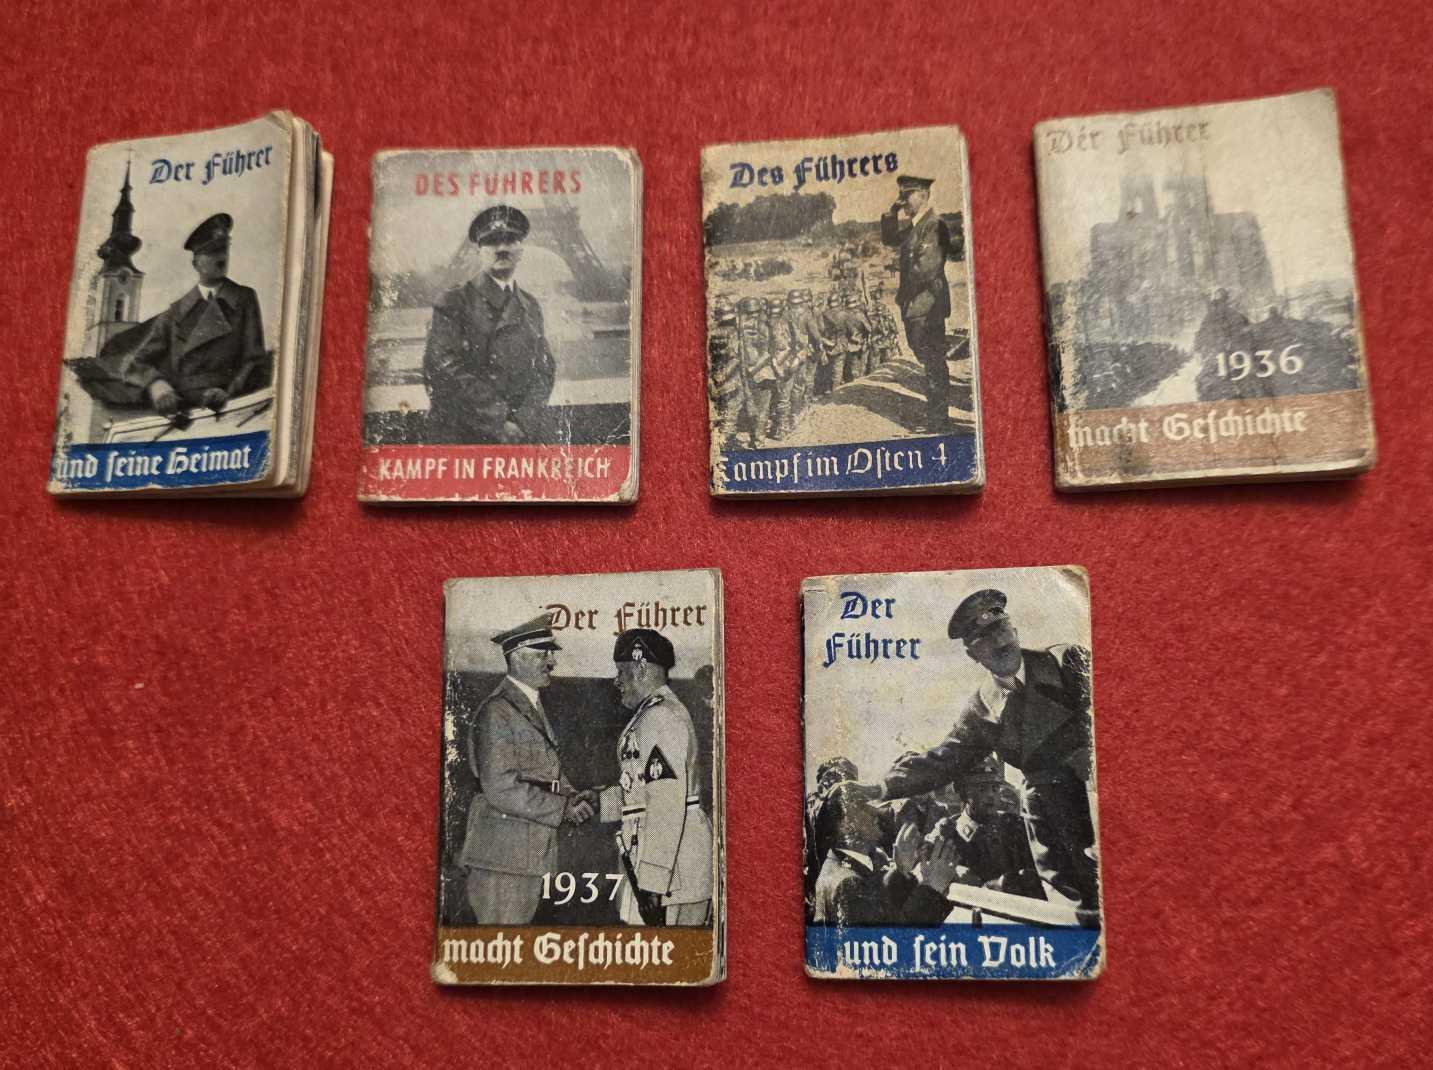 Der Führer
und seine Heimat
DES FÜHRERS
KAMPF IN FRANKREICH
Des Führers
Kampf im Osten 4
Der Führer
1936
macht Geschichte
Der Führer
1937
macht Geschichte
Der
Führer
und sein Volk